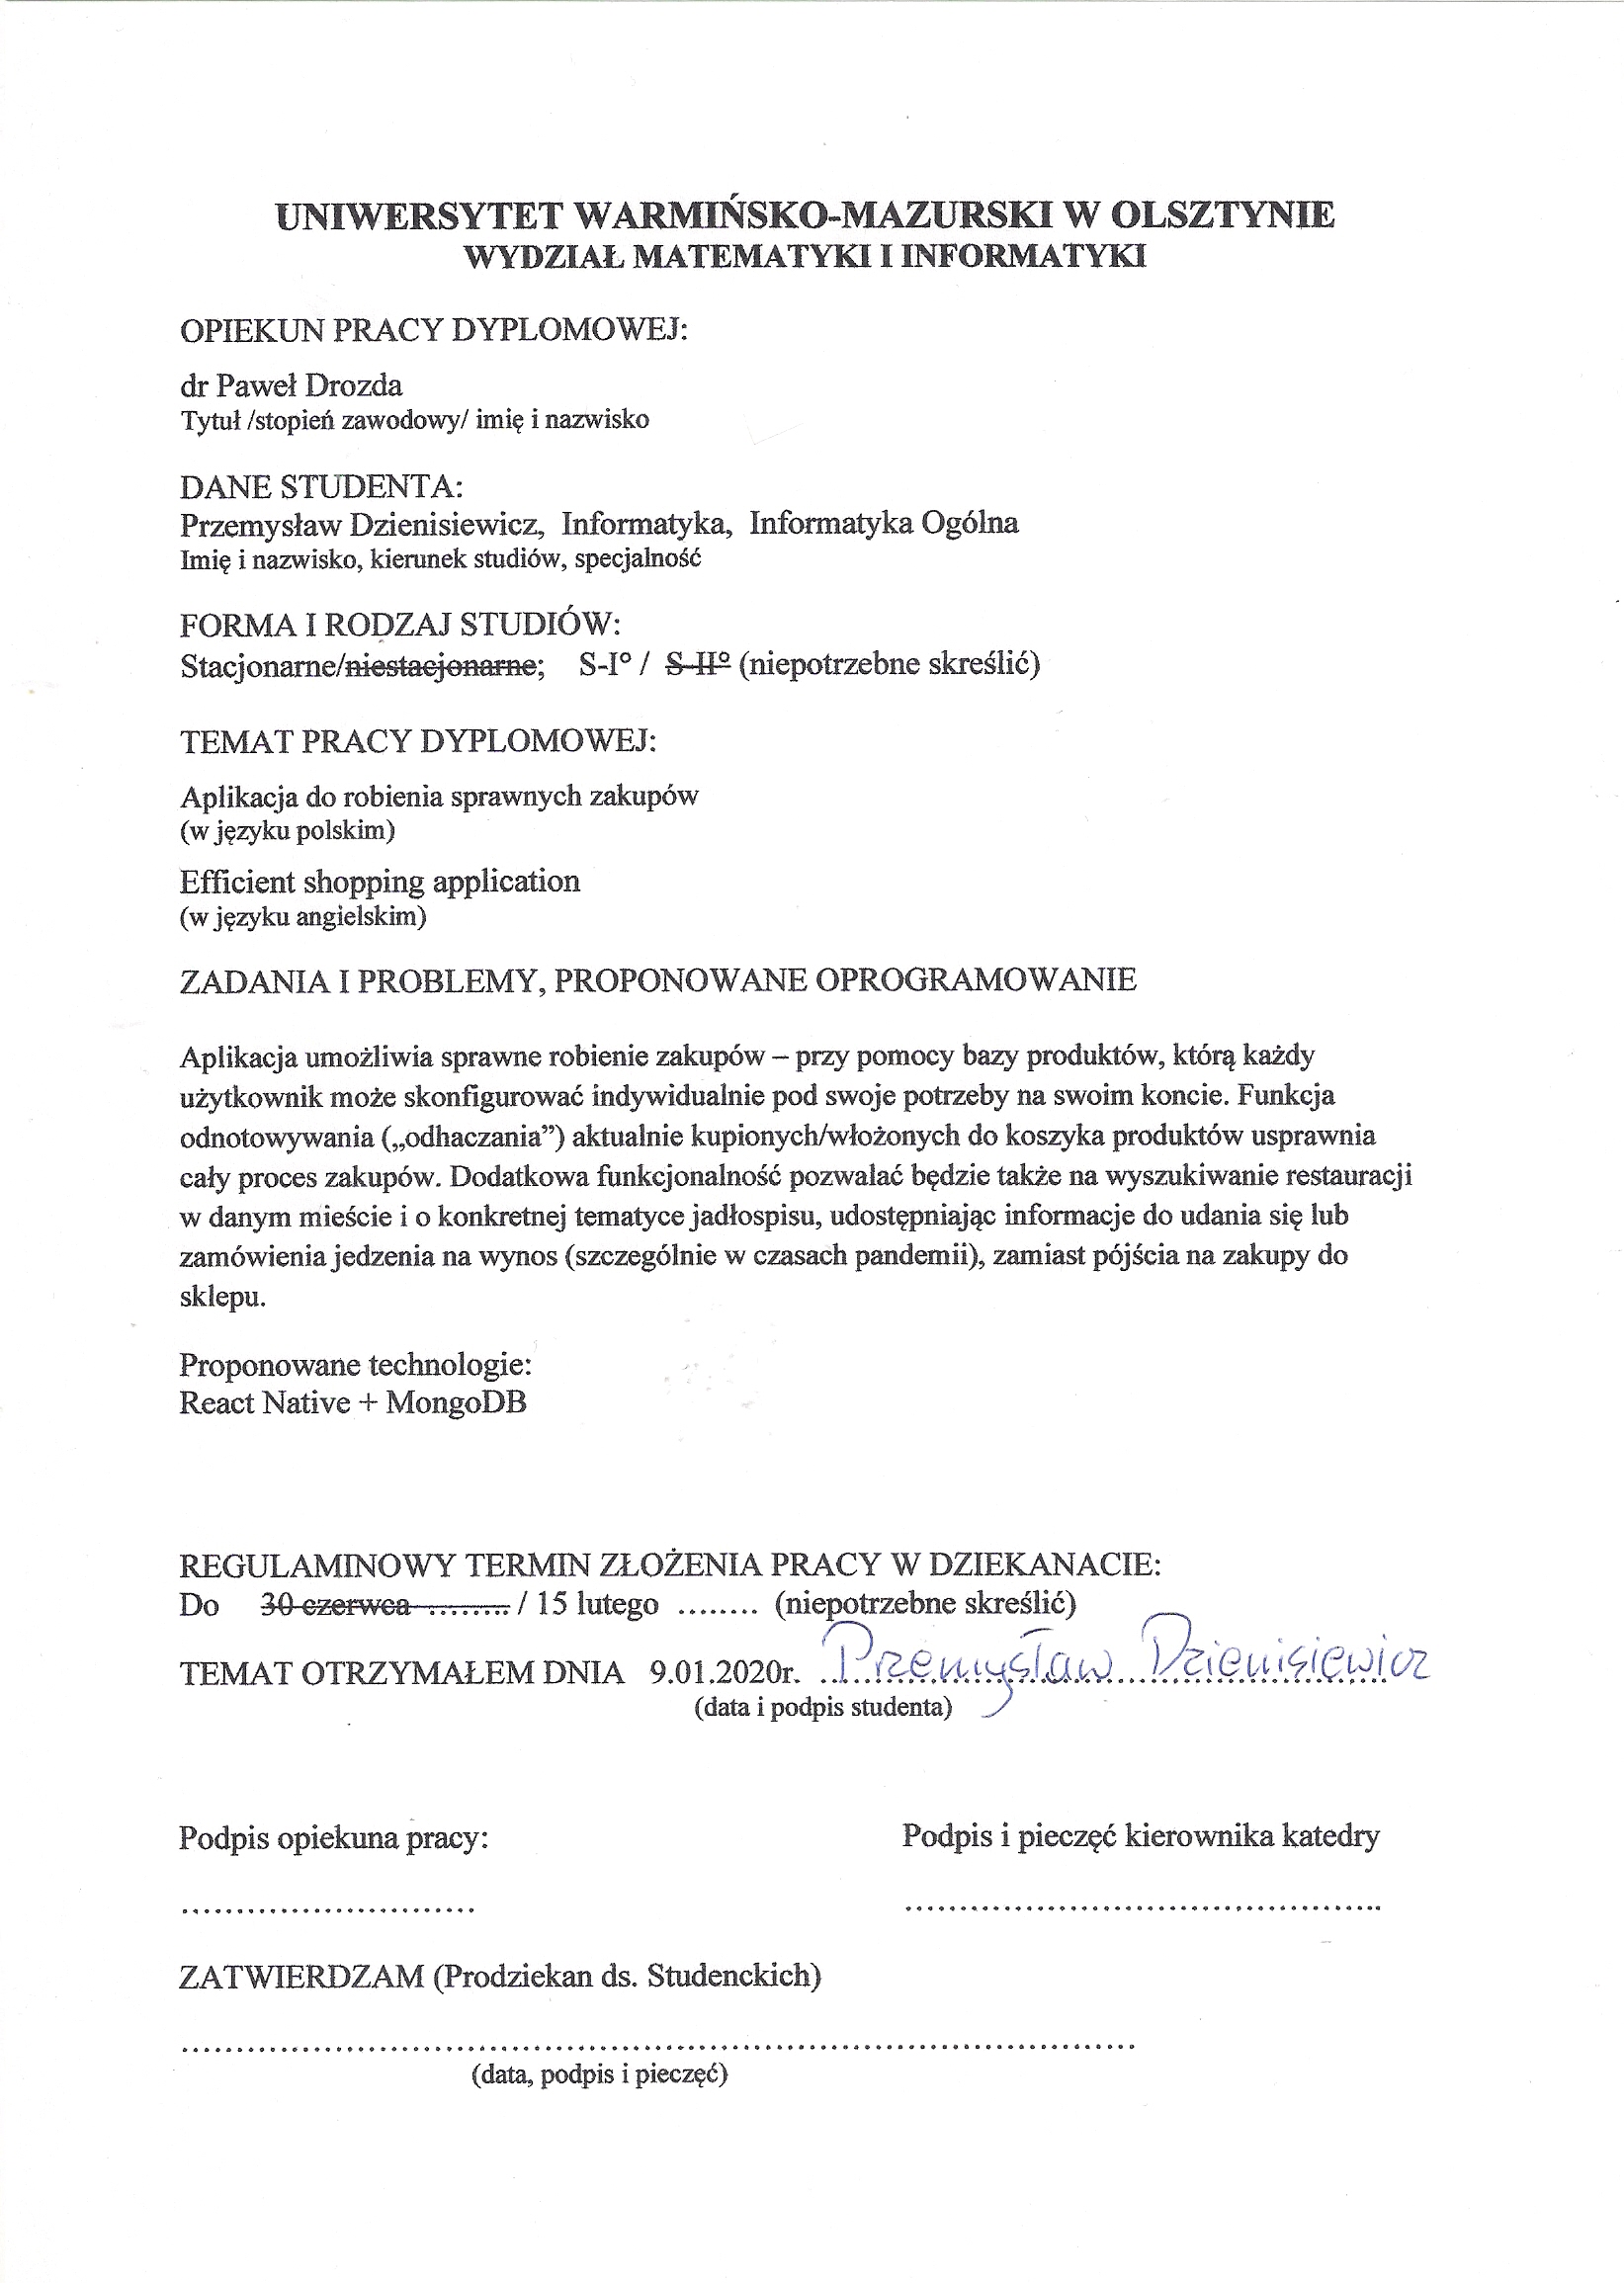 UNIWERSYTET WARMIŃSKO-MAZURSKI W OLSZTYNIE
WYDZIAŁ MATEMATYKI I INFORMATYKI
OPIEKUN PRACY DYPLOMOWEJ:
dr Paweł Drozda
Tytuł /stopień zawodowy/ imię i nazwisko
DANE STUDENTA:
Przemysław Dzienisiewicz, Informatyka, Informatyka Ogólna
Imię i nazwisko, kierunek studiów, specjalność
FORMA I RODZAJ STUDIÓW:
Stacjonarne/niestacjonarne; S-I° / S-II° (niepotrzebne skreślić)
TEMAT PRACY DYPLOMOWEJ:
Aplikacja do robienia sprawnych zakupów
(w języku polskim)
Efficient shopping application
(w języku angielskim)
ZADANIA I PROBLEMY, PROPONOWANE OPROGRAMOWANIE
Aplikacja umożliwia sprawne robienie zakupów – przy pomocy bazy produktów, którą każdy
użytkownik może skonfigurować indywidualnie pod swoje potrzeby na swoim koncie. Funkcja
odnotowywania („odhaczania”) aktualnie kupionych/włożonych do koszyka produktów usprawnia
cały proces zakupów. Dodatkowa funkcjonalność pozwalać będzie także na wyszukiwanie restauracji
w danym mieście i o konkretnej tematyce jadłospisu, udostępniając informacje do udania się lub
zamówienia jedzenia na wynos (szczególnie w czasach pandemii), zamiast pójścia na zakupy do
sklepu.
Proponowane technologie:
React Native + MongoDB
REGULAMINOWY TERMIN ZŁOŻENIA PRACY W DZIEKANACIE:
Do 30 czerwca ......... / 15 lutego ........ (niepotrzebne skreślić)
TEMAT OTRZYMAŁEM DNIA 9.01.2020r. Przemysław Dzienisiewicz
(data i podpis studenta)
Podpis opiekuna pracy: Podpis i pieczęć kierownika katedry
........................... ............................................
ZATWIERDZAM (Prodziekan ds. Studenckich)
........................................................................................
(data, podpis i pieczęć)